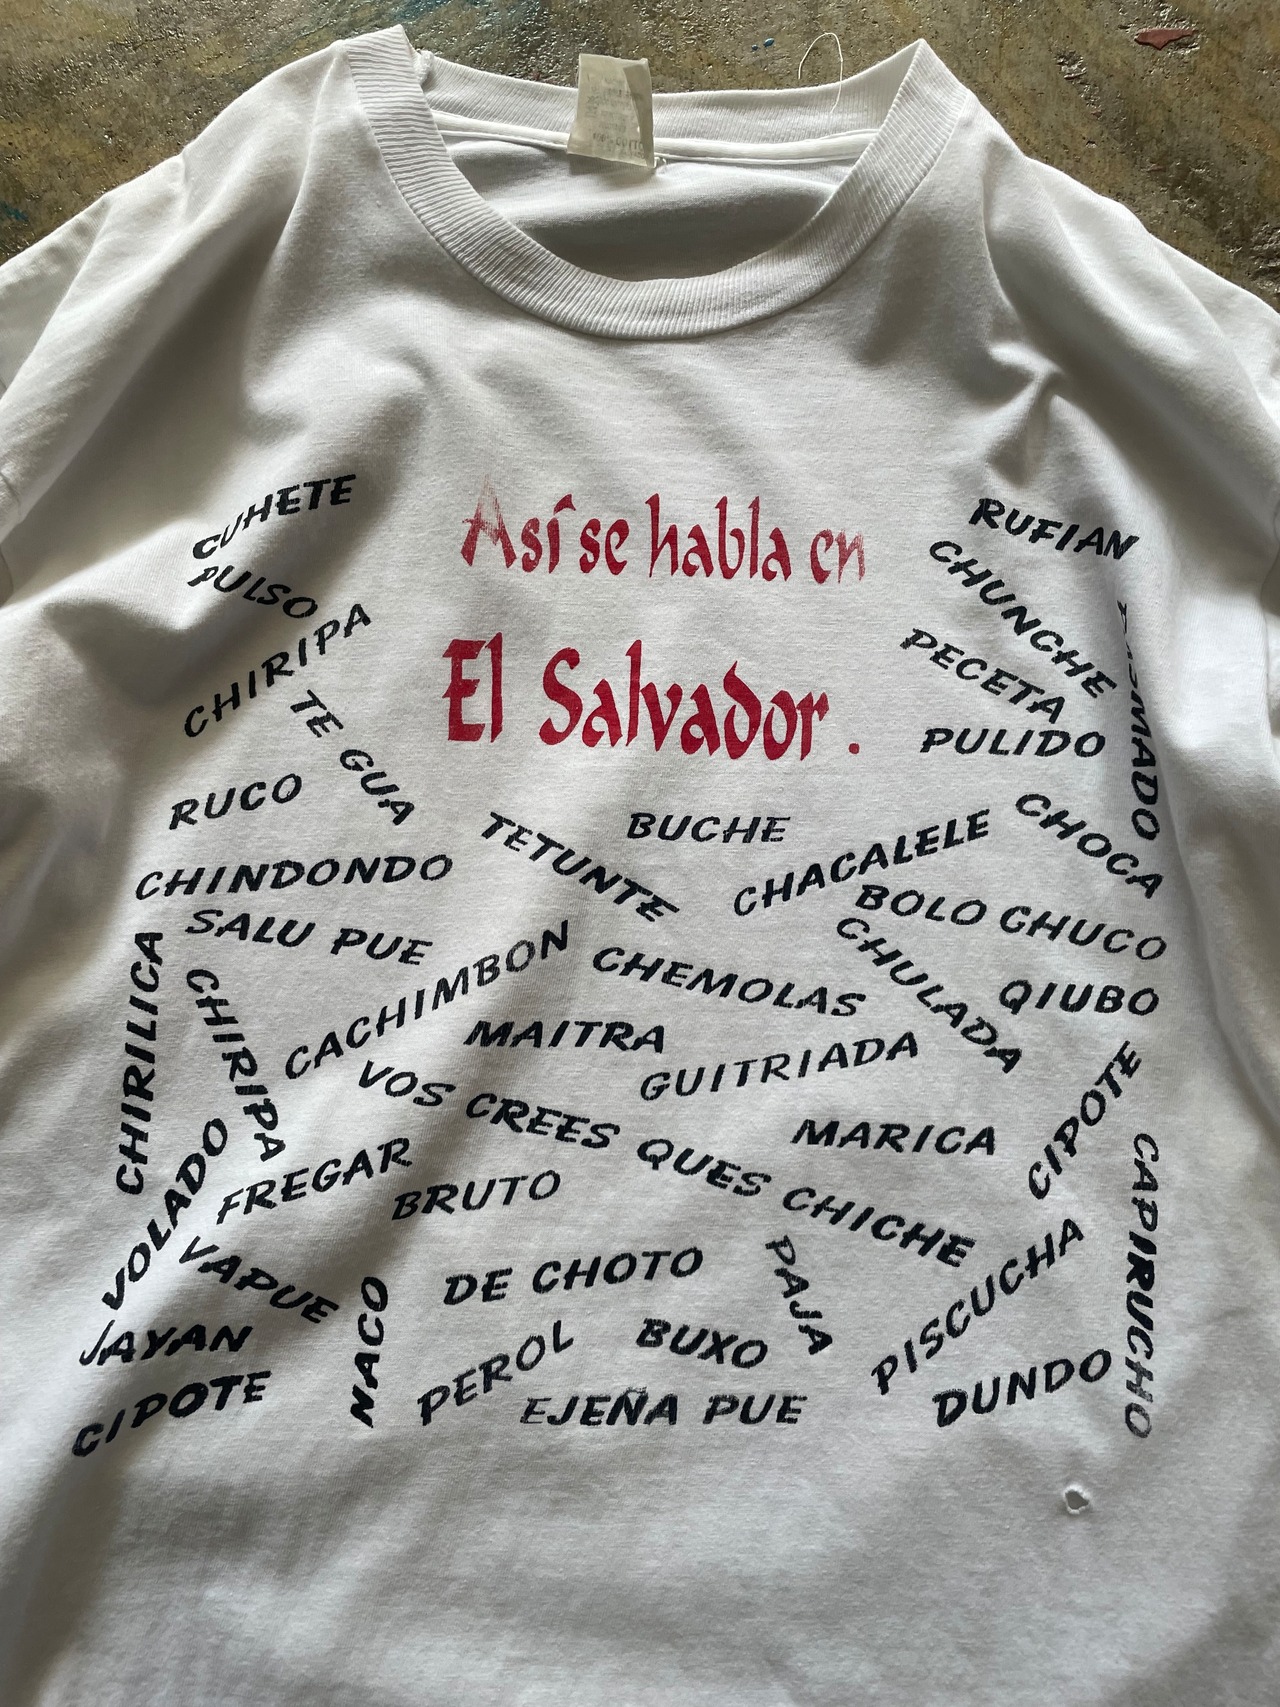 Así se habla en
El Salvador.
CUHETE
PULSO
CHIRIPA
TE GUA
RUCO
CHINDONDO
SALU PUE
TETUNTE
BUCHE
RUFIAN
CHUNCHE
PECETA
PULIDO
CHOCA
CHACALELE
BOLO CHUCO
CHULADA
QIUBO
CACHIMBON
CHEMOLAS
MAITRA
GUITRIADA
CHIRILICA
CHIRIPA
VOS CREES QUES CHICHE
MARICA
CIPOTE
CAPIRUCHO
VOLADO
FREGAR
BRUTO
VAPUE
DE CHOTO
PAJA
PISCUCHA
JAYAN
NACO
PEROL
BUXO
DUNDO
CIPOTE
EJEÑA PUE